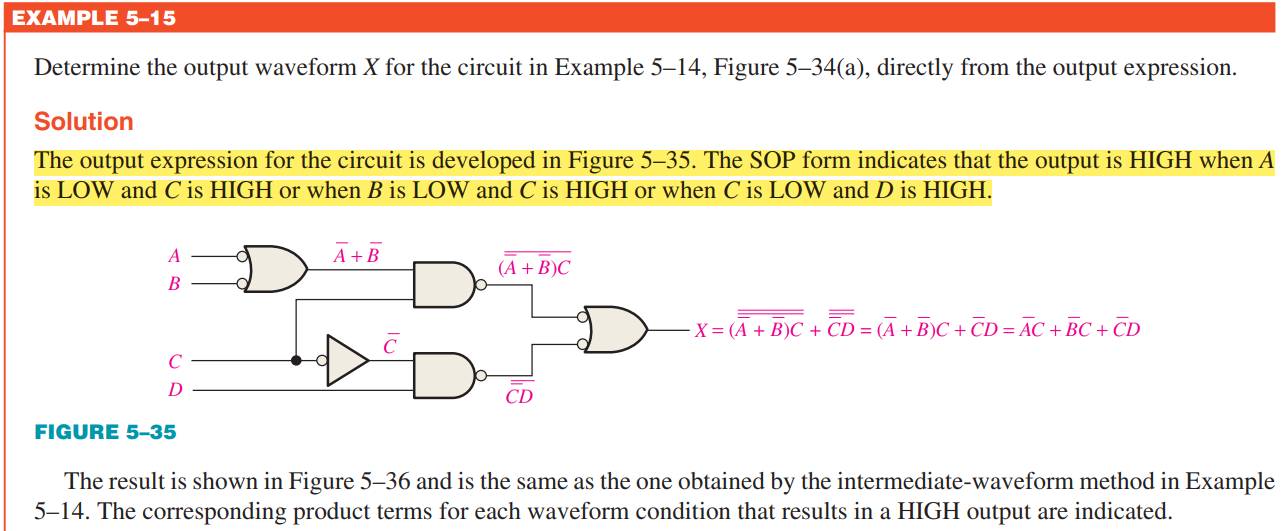 EXAMPLE 5–15
Determine the output waveform X for the circuit in Example 5–14, Figure 5–34(a), directly from the output expression.
Solution
The output expression for the circuit is developed in Figure 5–35. The SOP form indicates that the output is HIGH when A
is LOW and C is HIGH or when B is LOW and C is HIGH or when C is LOW and D is HIGH.
A
B
A̅ + B̅
(A̅ + B̅)C̅
C
D
C̅
C̅D̅
X = (A̅ + B̅)C + C̅D = (A̅ + B̅)C + C̅D = A̅C + B̅C + C̅D
FIGURE 5–35
The result is shown in Figure 5–36 and is the same as the one obtained by the intermediate-waveform method in Example
5–14. The corresponding product terms for each waveform condition that results in a HIGH output are indicated.